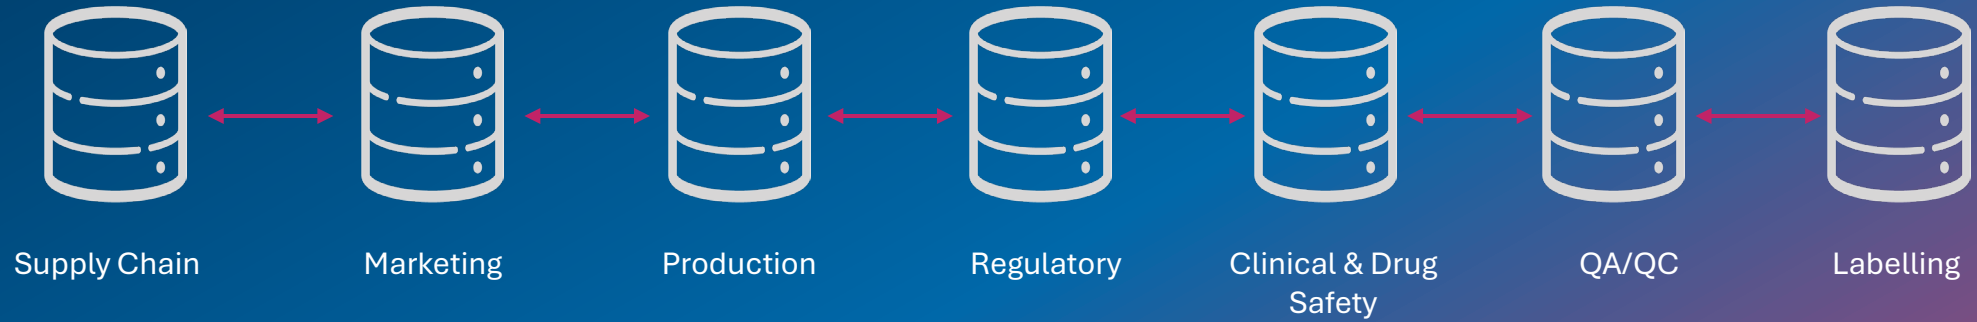 Supply Chain
Marketing
Production
Regulatory
Clinical & Drug
Safety
QA/QC
Labelling